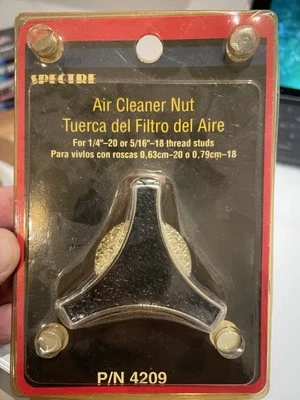 SPECTRE
Air Cleaner Nut
Tuerca del Filtro del Aire
For 1/4"-20 or 5/16"-18 thread studs
Para vivlos con roscas 0,63cm-20 o 0,79cm-18
P/N 4209